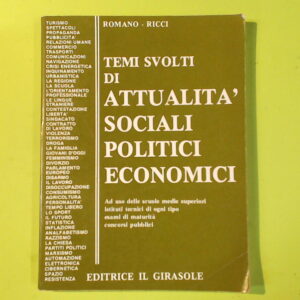 ROMANO - RICCI
TEMI SVOLTI
DI
ATTUALITA'
SOCIALI
POLITICI
ECONOMICI
Ad uso delle scuole medie superiori
istituti tecnici di ogni tipo
esami di maturità
concorsi pubblici
EDITRICE IL GIRASOLE
TURISMO
SPETTACOLI
PROPAGANDA
PUBBLICITA'
RELAZIONI UMANE
COMMERCIO
TRASPORTI
COMUNICAZIONI
NAVIGAZIONE
CRISI ENERGETICA
INQUINAMENTO
URBANISTICA
LA REGIONE
LA SCUOLA
L'ORIENTAMENTO
PROFESSIONALE
LE LINGUE
STRANIERE
CONTESTAZIONE
LIBERTA'
SINDACATO
CONTRATTO
DI LAVORO
VIOLENZA
TERRORISMO
DROGA
LA FAMIGLIA
GIOVANI D'OGGI
FEMMINISMO
DIVORZIO
PARLAMENTO
EUROPEO
DISARMO
IL LAVORO
DISOCCUPAZIONE
CONSUMISMO
AGRICOLTURA
PERSONALITA'
TEMPO LIBERO
LO SPORT
IL FUTURO
STATISTICA
INFLAZIONE
ANALFABETISMO
RAZZISMO
LA CHIESA
PARTITI POLITICI
MARXISMO
AUTOMAZIONE
ELETTRONICA
CIBERNETICA
SPAZIO
RESISTENZA